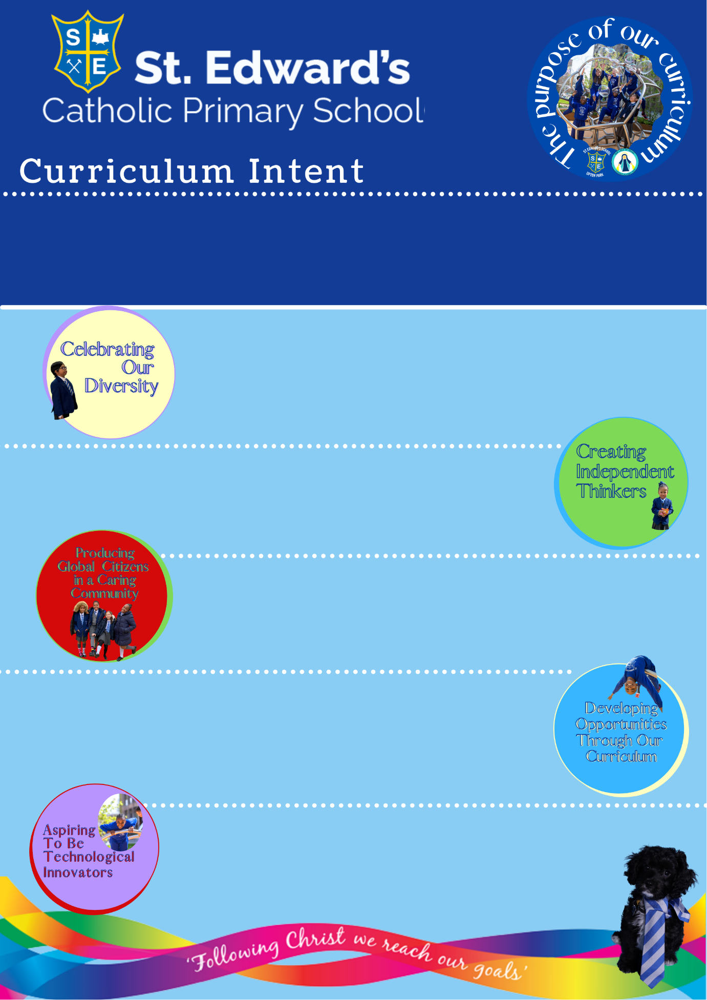 S
E
St. Edward's
Catholic Primary School
The purpose of our curriculum
ST. EDWARD'S SCHOOL
S
E
UPTON PARK
Curriculum Intent
Celebrating
Our
Diversity
Creating
Independent
Thinkers
Producing
Global Citizens
in a Caring
Community
Developing
Opportunities
Through Our
Curriculum
Aspiring
To Be
Technological
Innovators
'Following Christ we reach our goals'